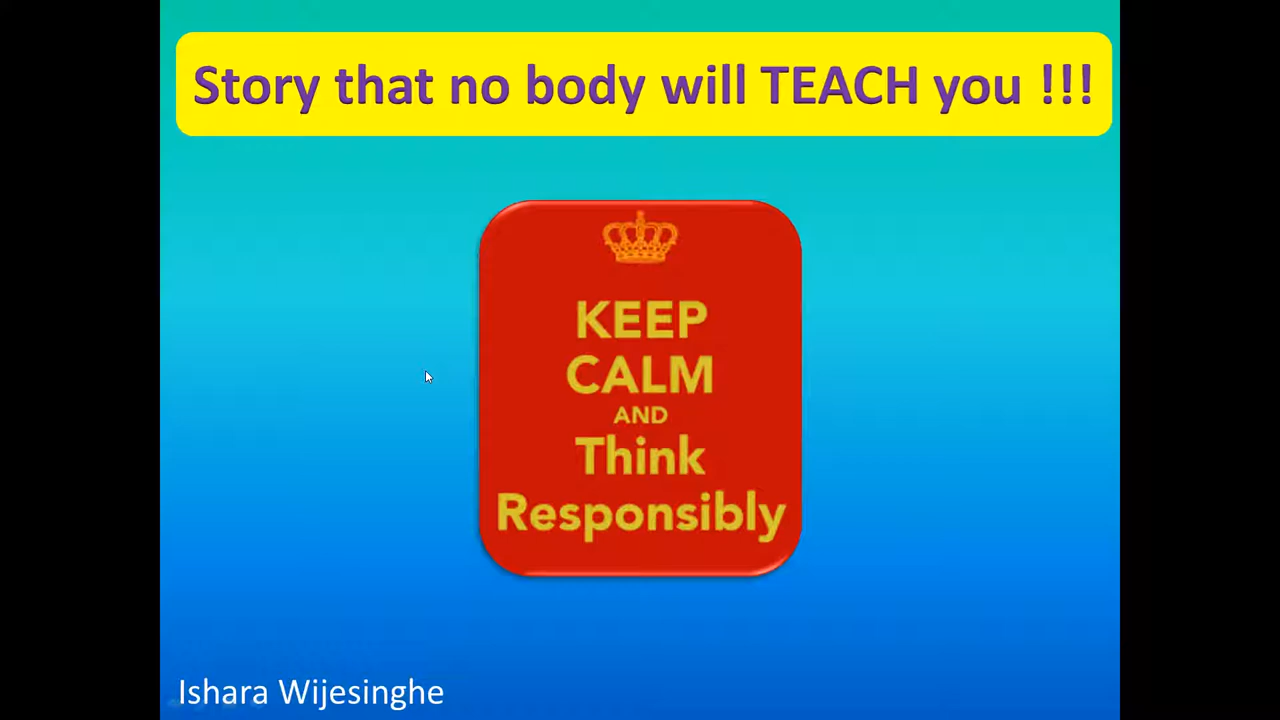 Story that no body will TEACH you !!!
KEEP
CALM
AND
Think
Responsibly
Ishara Wijesinghe